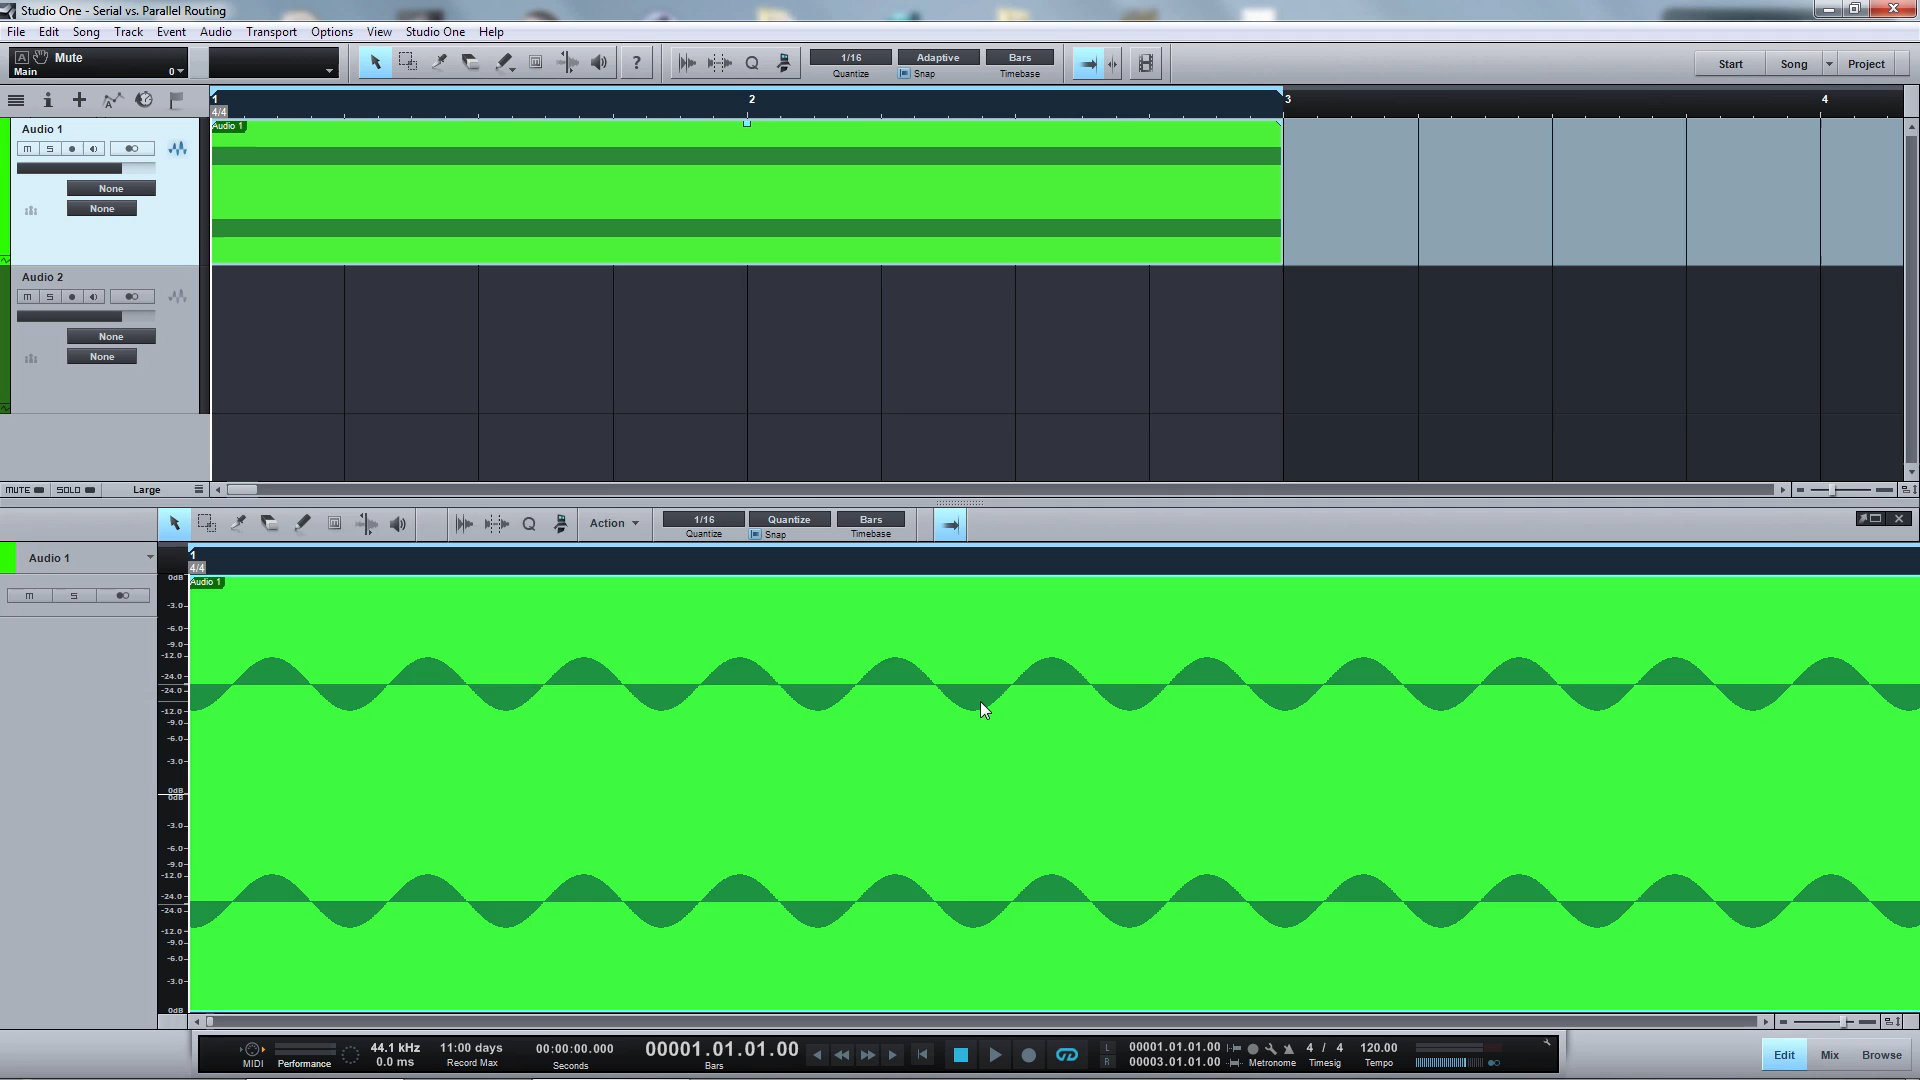 Studio One - Serial vs. Parallel Routing
File Edit Song Track Event Audio Transport Options View Studio One Help
A Mute
Main 0
1/16 Adaptive Bars
Quantize Snap Timebase
? Q
Start Song Project
1 2 3 4
4/4
Audio 1
Audio 1
M S
None
None
Audio 2
M S
None
None
MUTE SOLO Large
Q Action
1/16 Quantize Bars
Quantize Snap Timebase
Audio 1
1
4/4
Audio 1
M S
0dB
-3.0
-6.0
-9.0
-12.0
-24.0
-24.0
-12.0
-9.0
-6.0
-3.0
0dB
0dB
-3.0
-6.0
-9.0
-12.0
-24.0
-24.0
-12.0
-9.0
-6.0
-3.0
0dB
MIDI Performance
44.1 kHz
0.0 ms
11:00 days
Record Max
00:00:00.000
Seconds
00001.01.01.00
Bars
L 00001.01.01.00
R 00003.01.01.00
Metronome
4 / 4
Timesig
120.00
Tempo
Edit Mix Browse